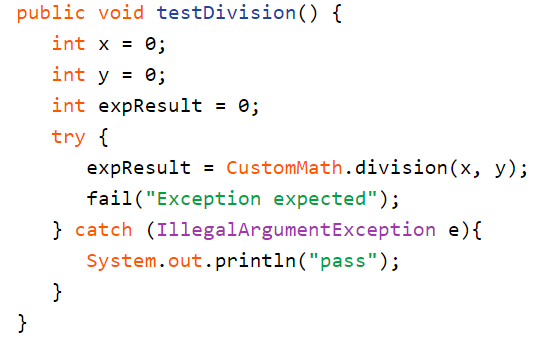 public void testDivision() {
int x = 0;
int y = 0;
int expResult = 0;
try {
expResult = CustomMath.division(x, y);
fail("Exception expected");
} catch (IllegalArgumentException e){
System.out.println("pass");
}
}